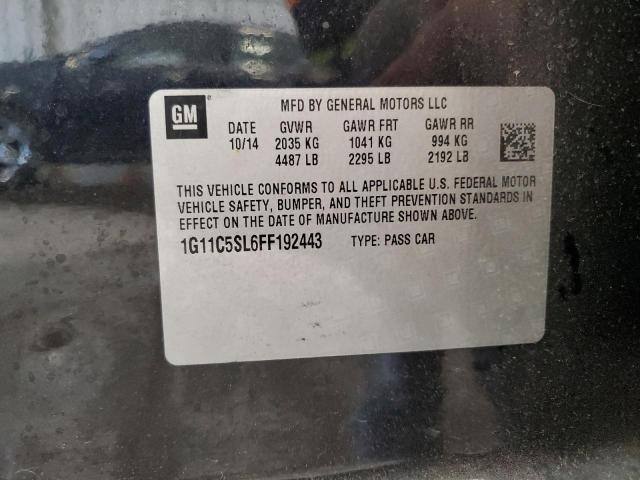 GM
MFD BY GENERAL MOTORS LLC
DATE GVWR GAWR FRT GAWR RR
10/14 2035 KG 1041 KG 994 KG
4487 LB 2295 LB 2192 LB
THIS VEHICLE CONFORMS TO ALL APPLICABLE U.S. FEDERAL MOTOR
VEHICLE SAFETY, BUMPER, AND THEFT PREVENTION STANDARDS IN
EFFECT ON THE DATE OF MANUFACTURE SHOWN ABOVE.
1G11C5SL6FF192443 TYPE: PASS CAR